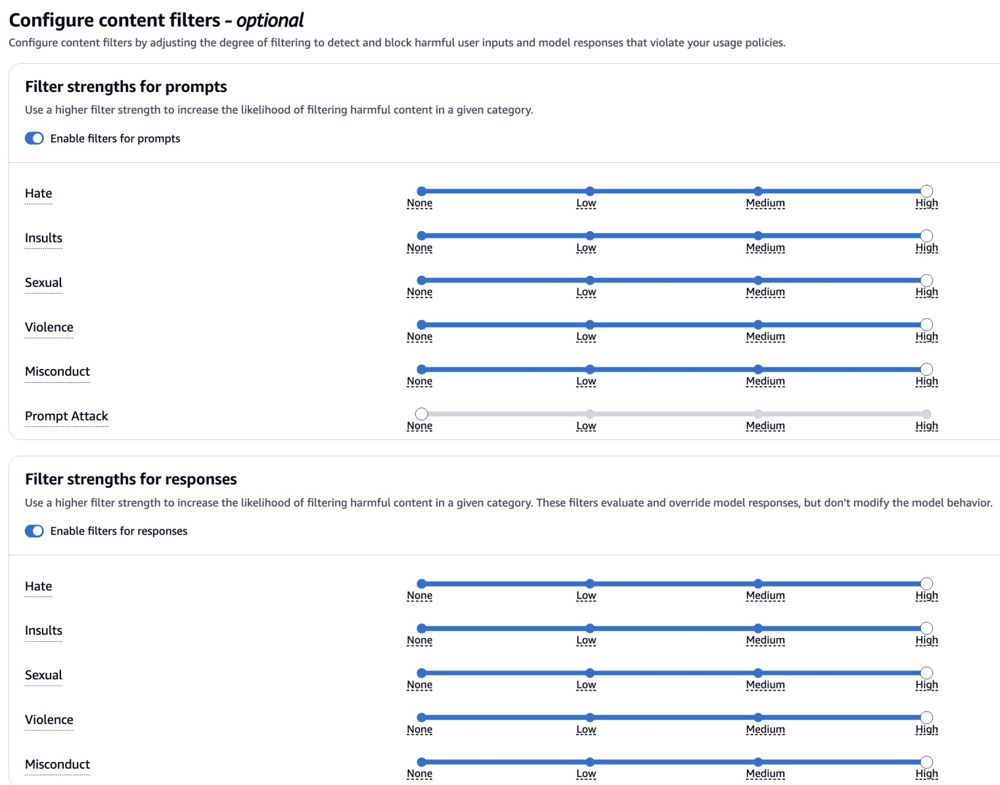 Configure content filters - optional
Configure content filters by adjusting the degree of filtering to detect and block harmful user inputs and model responses that violate your usage policies.
Filter strengths for prompts
Use a higher filter strength to increase the likelihood of filtering harmful content in a given category.
Enable filters for prompts
Hate
None Low Medium High
Insults
None Low Medium High
Sexual
None Low Medium High
Violence
None Low Medium High
Misconduct
None Low Medium High
Prompt Attack
None Low Medium High
Filter strengths for responses
Use a higher filter strength to increase the likelihood of filtering harmful content in a given category. These filters evaluate and override model responses, but don't modify the model behavior.
Enable filters for responses
Hate
None Low Medium High
Insults
None Low Medium High
Sexual
None Low Medium High
Violence
None Low Medium High
Misconduct
None Low Medium High